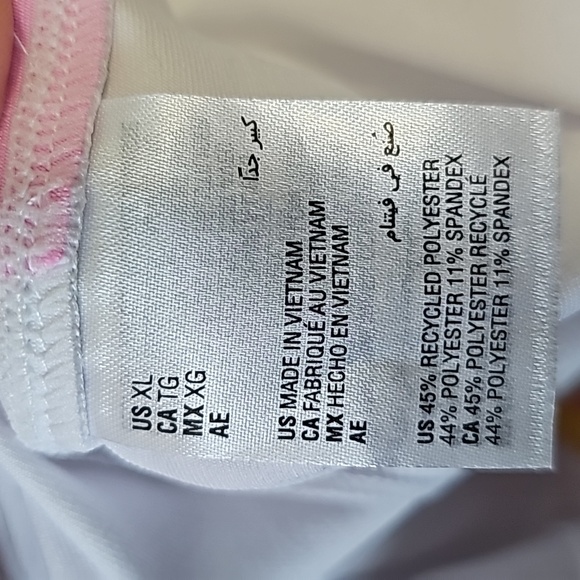 US XL
CA TG
MX XG
AE كبير جداً
US MADE IN VIETNAM
CA FABRIQUÉ AU VIETNAM
MX HECHO EN VIETNAM
AE صنع في فيتنام
US 45% RECYCLED POLYESTER
44% POLYESTER 11% SPANDEX
CA 45% POLYESTER RECYCLÉ
44% POLYESTER 11% SPANDEX